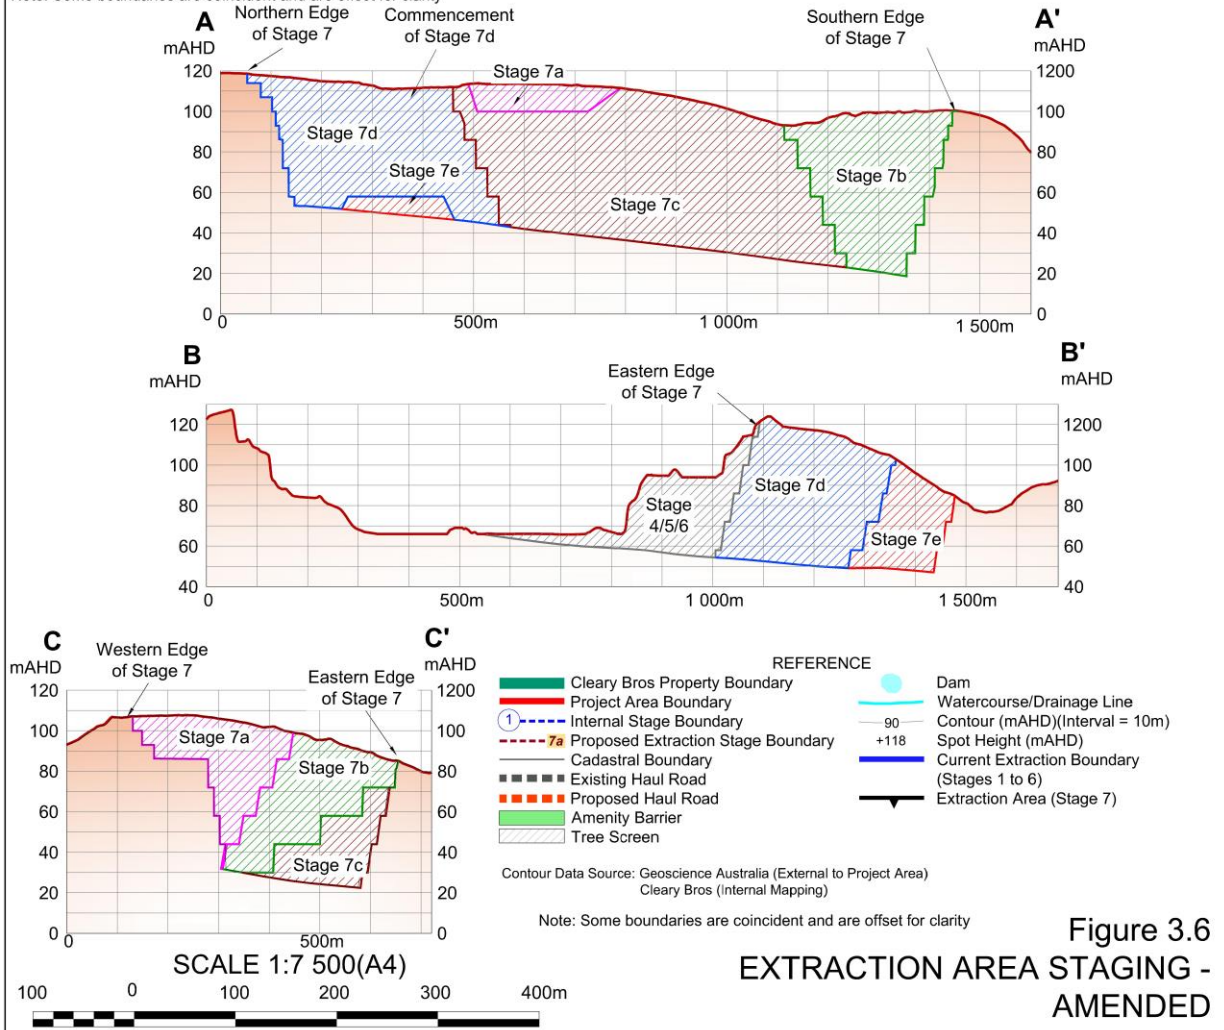 A
Northern Edge
of Stage 7
Commencement
of Stage 7d
Southern Edge
of Stage 7
A'
mAHD
mAHD
Stage 7a
120
1200
100
100
Stage 7d
80
80
Stage 7e
Stage 7b
60
60
Stage 7c
40
40
20
20
0
0
0
500m
1 000m
1 500m
B
B'
mAHD
Eastern Edge
of Stage 7
mAHD
120
1200
100
100
Stage 7d
80
80
Stage
4/5/6
Stage 7e
60
60
40
40
0
500m
1 000m
1 500m
C
Western Edge
of Stage 7
C'
mAHD
mAHD
Eastern Edge
of Stage 7
120
1200
100
100
Stage 7a
80
80
Stage 7b
60
60
40
40
Stage 7c
20
20
0
0
0
500m
REFERENCE
Cleary Bros Property Boundary
Project Area Boundary
1 Internal Stage Boundary
7a Proposed Extraction Stage Boundary
Cadastral Boundary
Existing Haul Road
Proposed Haul Road
Amenity Barrier
Tree Screen
Dam
Watercourse/Drainage Line
90 Contour (mAHD)(Interval = 10m)
+118 Spot Height (mAHD)
Current Extraction Boundary
(Stages 1 to 6)
Extraction Area (Stage 7)
Contour Data Source: Geoscience Australia (External to Project Area)
Cleary Bros (Internal Mapping)
Note: Some boundaries are coincident and are offset for clarity
SCALE 1:7 500(A4)
100 0 100 200 300 400m
Figure 3.6
EXTRACTION AREA STAGING -
AMENDED